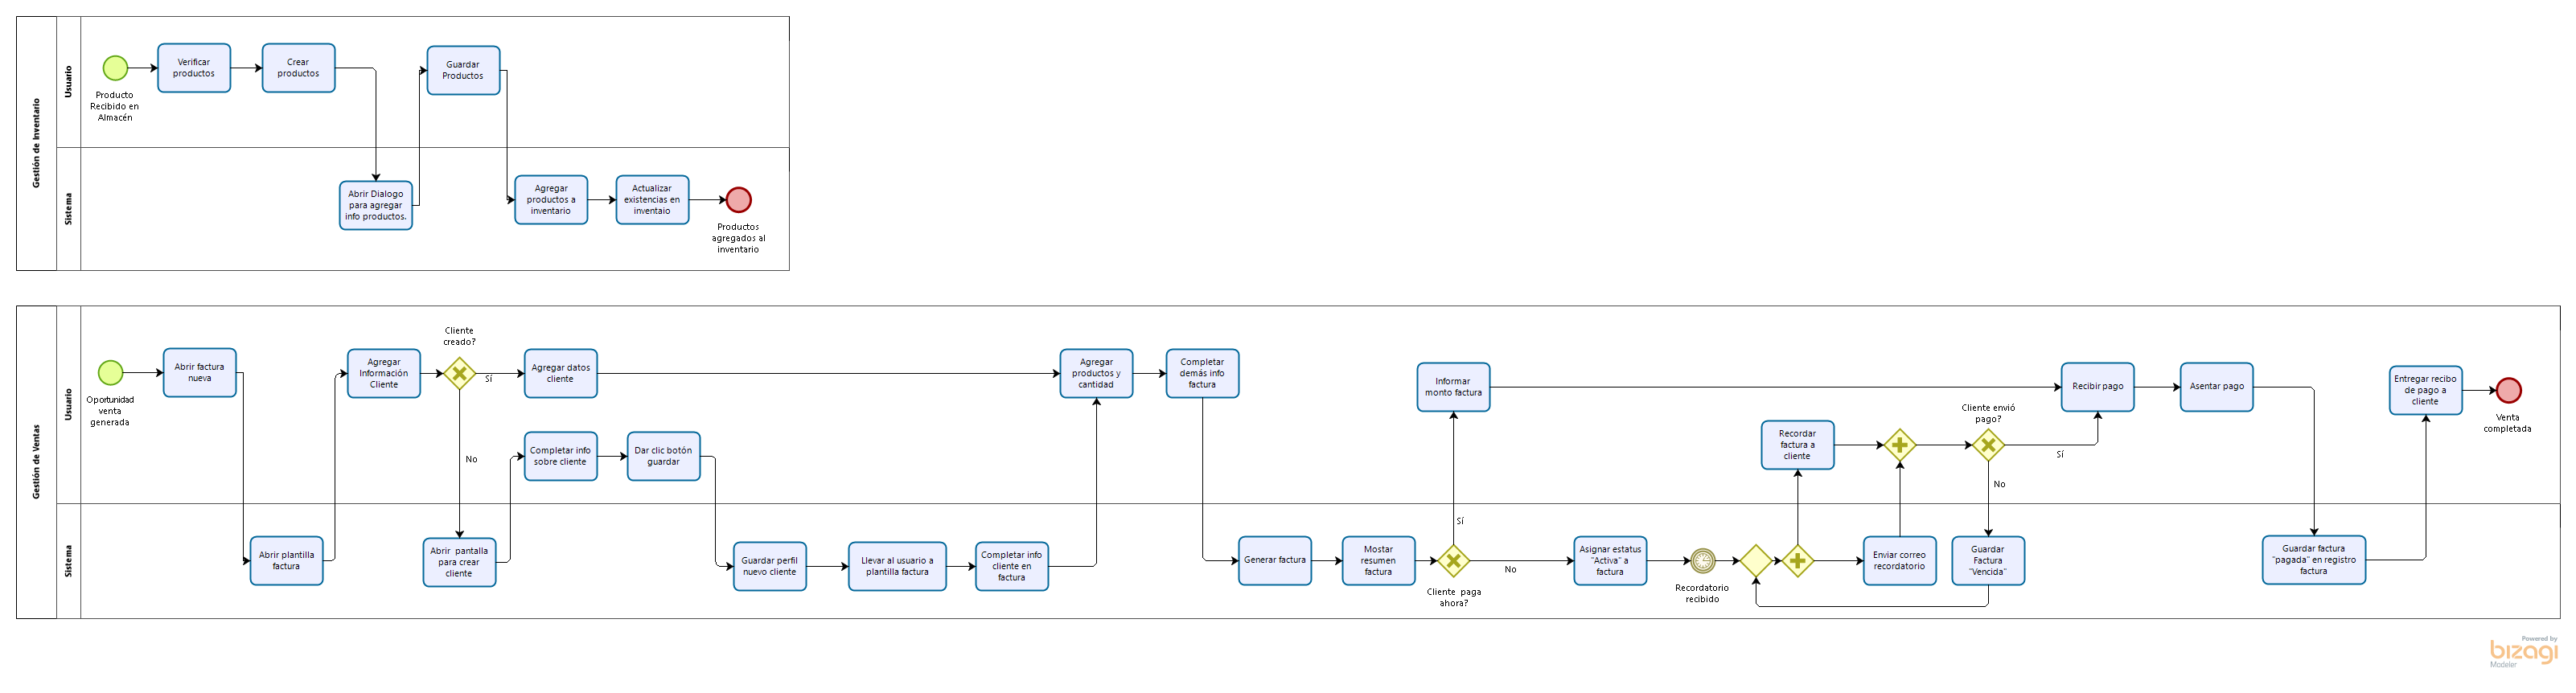 Gestión de Inventario
Usuario
Sistema
Producto
Recibido en
Almacén
Verificar
productos
Crear
productos
Guardar
Productos
Abrir Dialogo
para agregar
info productos.
Agregar
productos a
inventario
Actualizar
existencias en
inventaio
Productos
agregados al
inventario
Gestión de Ventas
Usuario
Sistema
Oportunidad
venta
generada
Abrir factura
nueva
Abrir plantilla
factura
Agregar
Información
Cliente
Cliente
creado?
Sí
No
Agregar datos
cliente
Abrir pantalla
para crear
cliente
Completar info
sobre cliente
Dar clic botón
guardar
Guardar perfil
nuevo cliente
Llevar al usuario a
plantilla factura
Completar info
cliente en
factura
Agregar
productos y
cantidad
Completar
demás info
factura
Generar factura
Mostar
resumen
factura
Cliente paga
ahora?
Sí
No
Informar
monto factura
Asignar estatus
"Activa" a
factura
Recordatorio
recibido
Recordar
factura a
cliente
Enviar correo
recordatorio
Cliente envió
pago?
Sí
No
Guardar
Factura
"Vencida"
Recibir pago
Asentar pago
Guardar factura
"pagada" en registro
factura
Entregar recibo
de pago a
cliente
Venta
completada
Powered by
bizagi
Modeler